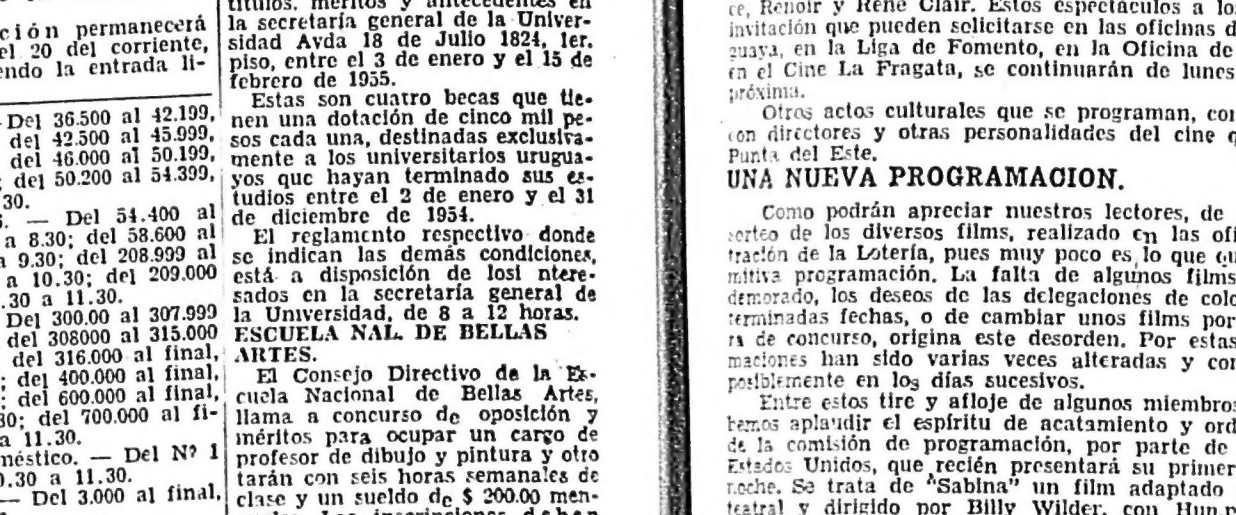 ción permanecerá
el 20 del corriente,
endo la entrada li-
Del 36.500 al 42.199,
del 42.500 al 45.999,
del 46.000 al 50.199,
; del 50.200 al 54.399,
30.
— Del 54.400 al
a 8.30; del 58.600 al
a 9.30; del 208.999 al
a 10.30; del 209.000
.30 a 11.30.
Del 300.00 al 307.999
del 308000 al 315.000
del 316.000 al final,
; del 400.000 al final,
; del 600.000 al final,
30; del 700.000 al fi-
a 11.30.
méstico. — Del Nº 1
0.30 a 11.30.
— Del 3.000 al final,
títulos, méritos y antecedentes en
la secretaría general de la Univer-
sidad Avda 18 de Julio 1824, 1er.
piso, entre el 3 de enero y el 15 de
febrero de 1955.
Estas son cuatro becas que tie-
nen una dotación de cinco mil pe-
sos cada una, destinadas exclusiva-
mente a los universitarios urugua-
yos que hayan terminado sus es-
tudios entre el 2 de enero y el 31
de diciembre de 1954.
El reglamento respectivo donde
se indican las demás condiciones,
está a disposición de losi ntere-
sados en la secretaría general de
la Universidad, de 8 a 12 horas.
ESCUELA NAL. DE BELLAS
ARTES.
El Consejo Directivo de la Es-
cuela Nacional de Bellas Artes,
llama a concurso de oposición y
méritos para ocupar un cargo de
profesor de dibujo y pintura y otro
tarán con seis horas semanales de
clase y un sueldo de $ 200.00 men-
ce, Renoir y René Clair. Estos espectáculos a los
invitación que pueden solicitarse en las oficinas d
guaya, en la Liga de Fomento, en la Oficina de
en el Cine La Fragata, se continuarán de lunes
próxima.
Otros actos culturales que se programan, con
con directores y otras personalidades del cine q
Punta del Este.
UNA NUEVA PROGRAMACION.
Como podrán apreciar nuestros lectores, de
sorteo de los diversos films, realizado en las ofi
tración de la Lotería, pues muy poco es lo que qu
mitiva programación. La falta de algunos films
demorado, los deseos de las delegaciones de colo
terminadas fechas, o de cambiar unos films por
ra de concurso, origina este desorden. Por estas
maciones han sido varias veces alteradas y con
posiblemente en los días sucesivos.
Entre estos tire y afloje de algunos miembros
bemos aplaudir el espíritu de acatamiento y ord
de la comisión de programación, por parte de
Estados Unidos, que recién presentará su primer
noche. Se trata de "Sabina" un film adaptado
teatral y dirigido por Billy Wilder, con Hun.p